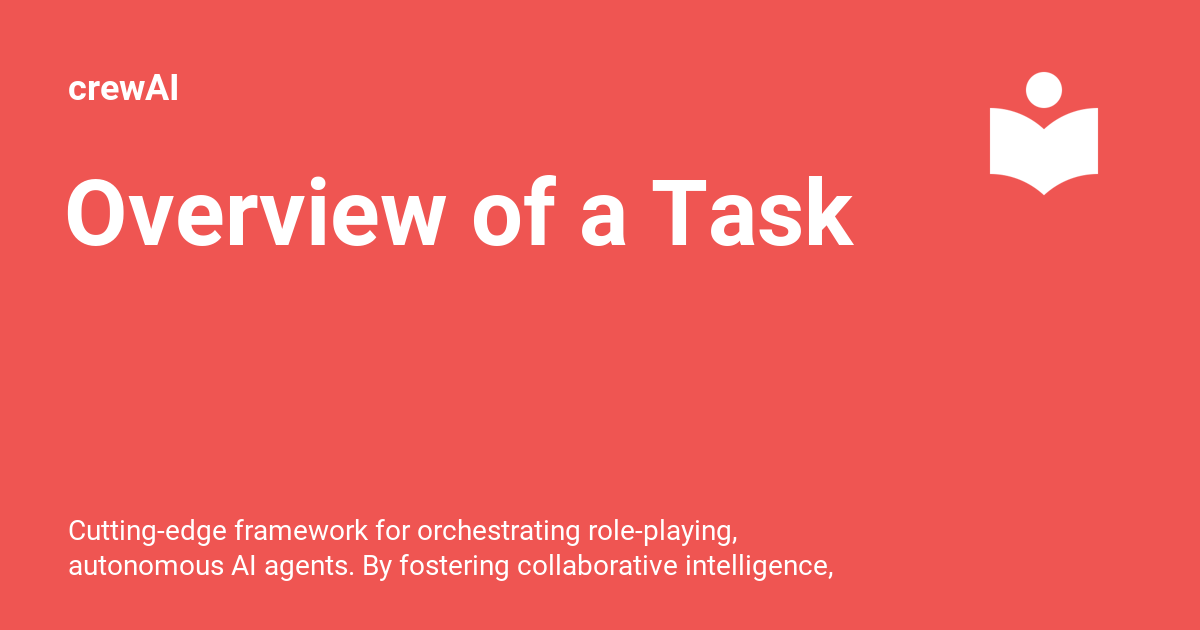 crewAI
Overview of a Task
Cutting-edge framework for orchestrating role-playing,
autonomous AI agents. By fostering collaborative intelligence,